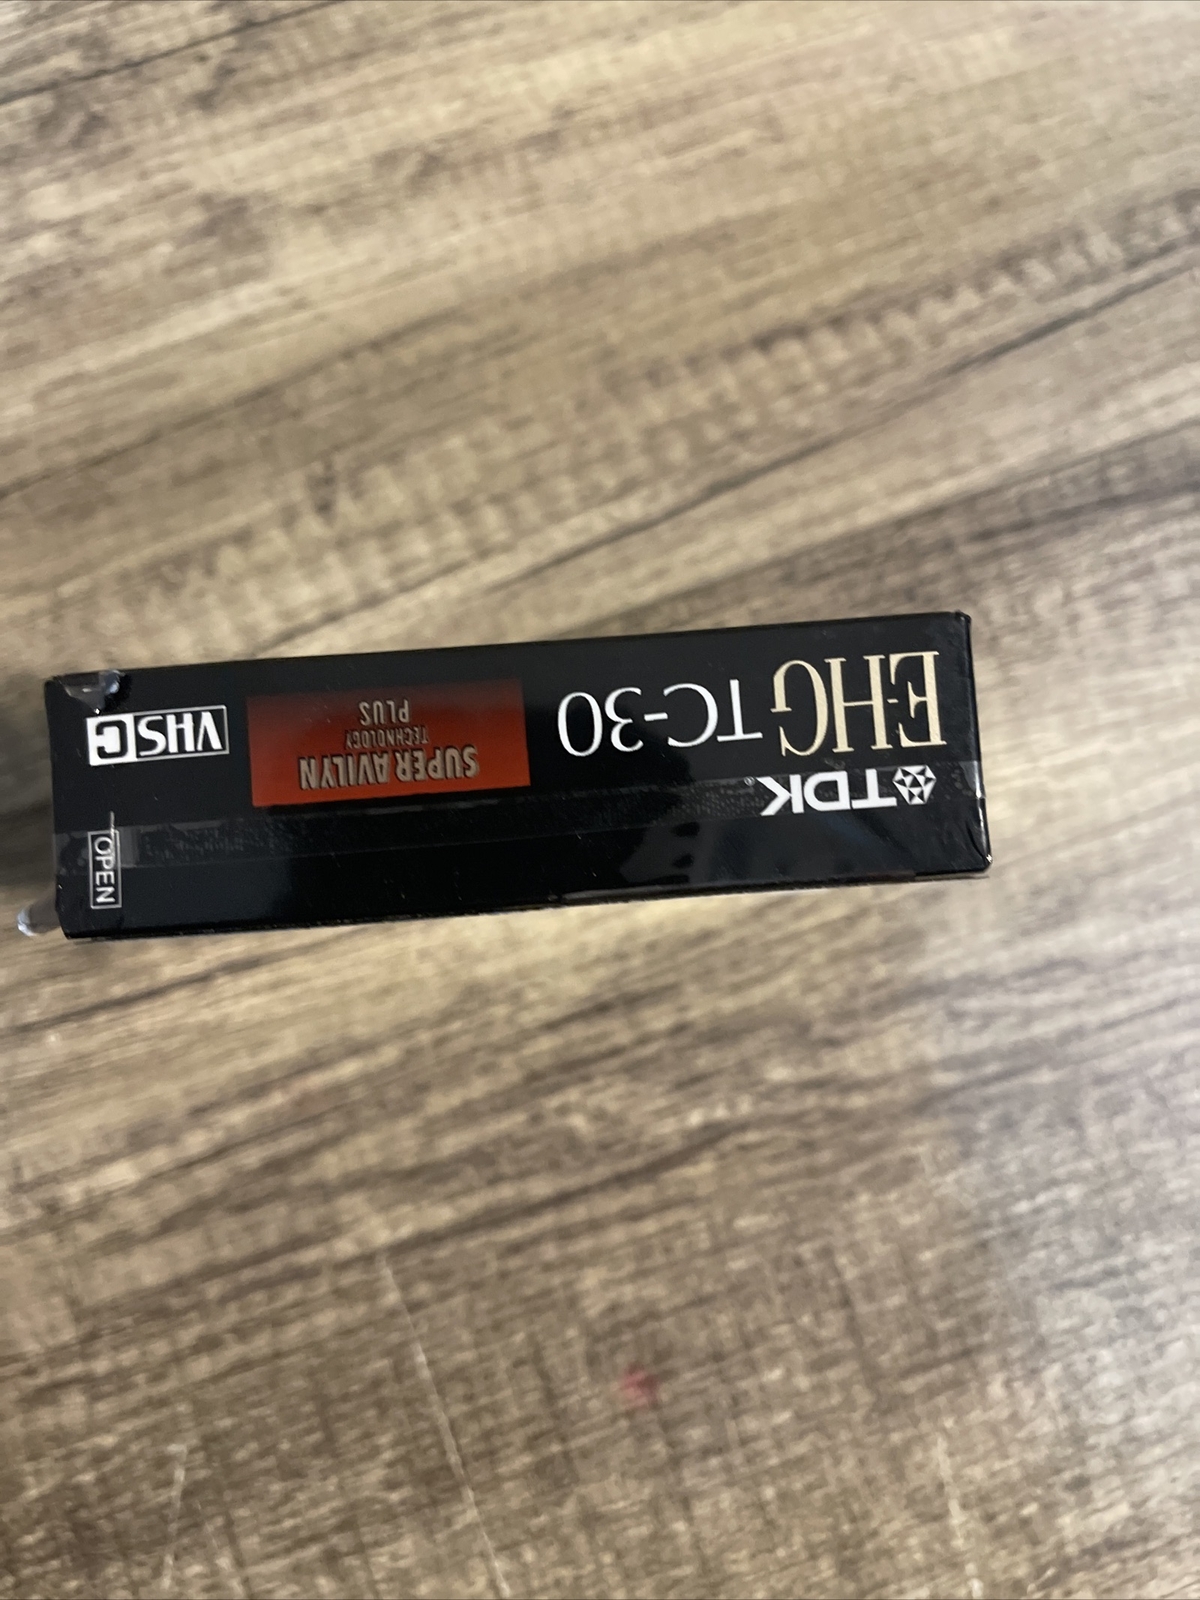 TDK
E-HG TC-30
SUPER AVILYN
TECHNOLOGY
PLUS
VHS C
OPEN